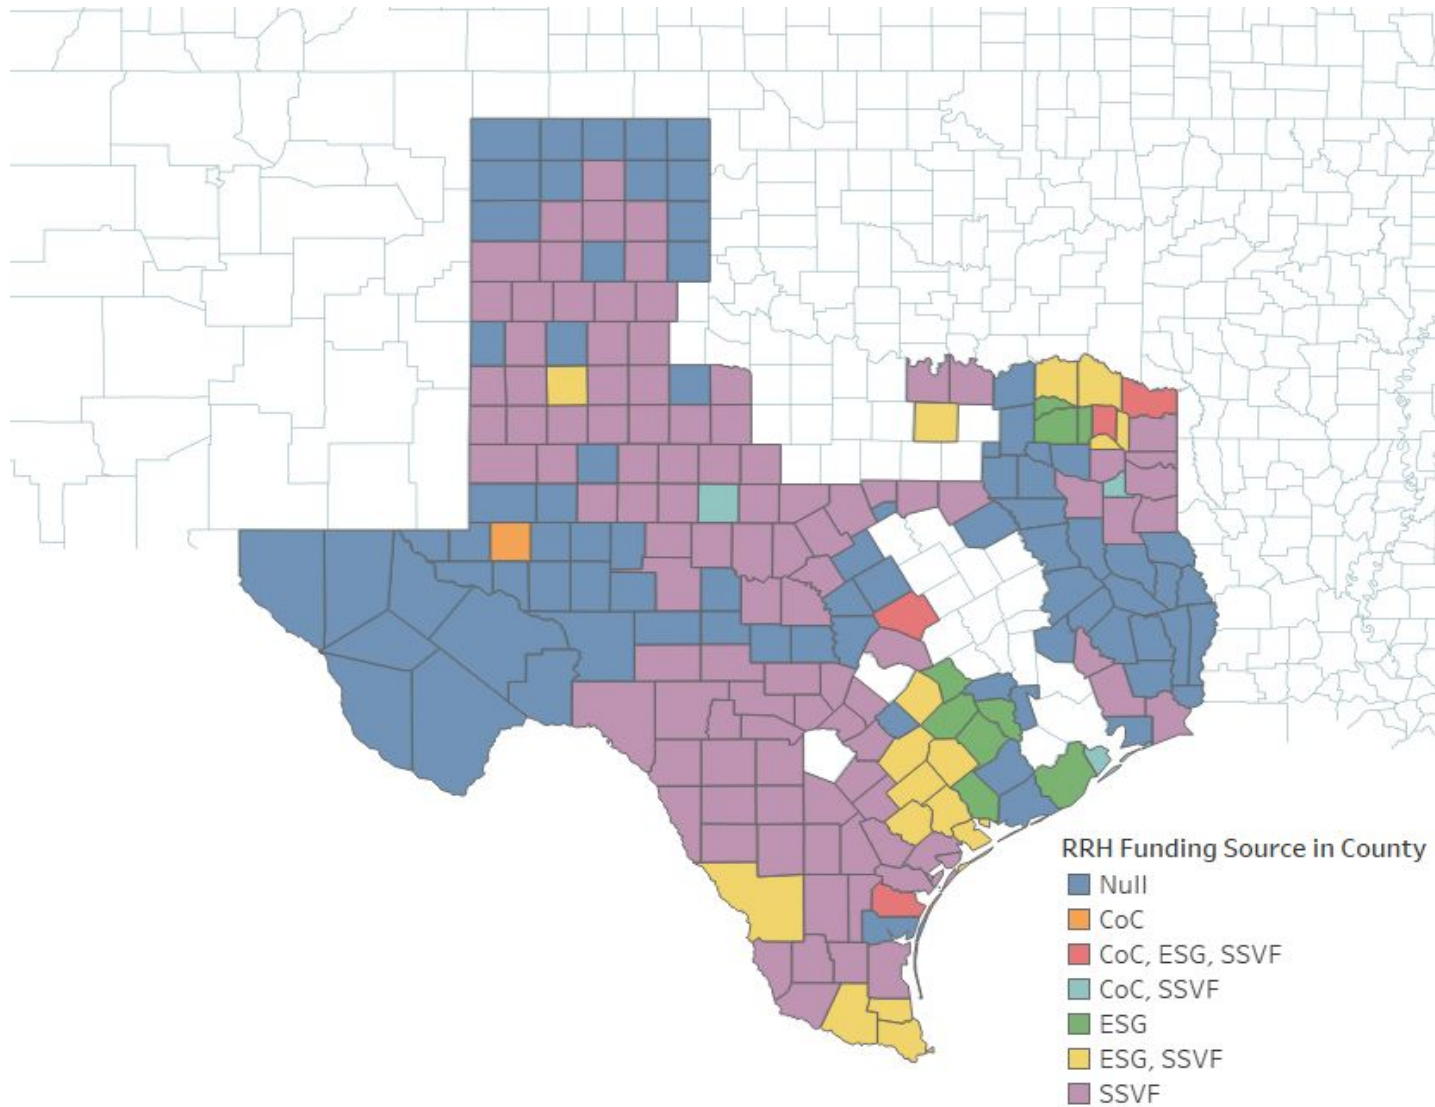 RRH Funding Source in County
Null
CoC
CoC, ESG, SSVF
CoC, SSVF
ESG
ESG, SSVF
SSVF